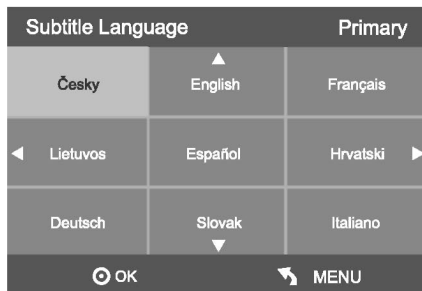 Subtitle Language Primary
Česky English Français
Lietuvos Español Hrvatski
Deutsch Slovak Italiano
OK MENU